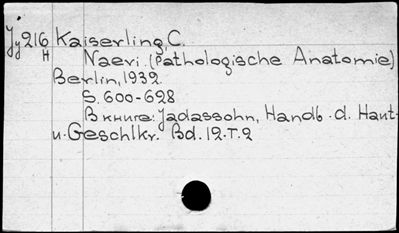 Jy 216 Kaiserling, C.
H Naevi. (Pathologische Anatomie)
Berlin, 1932.
S. 600-628
В книге: Jadassohn, Handb. d. Haut-
u. Geschlkr. Bd. 12. T. 2